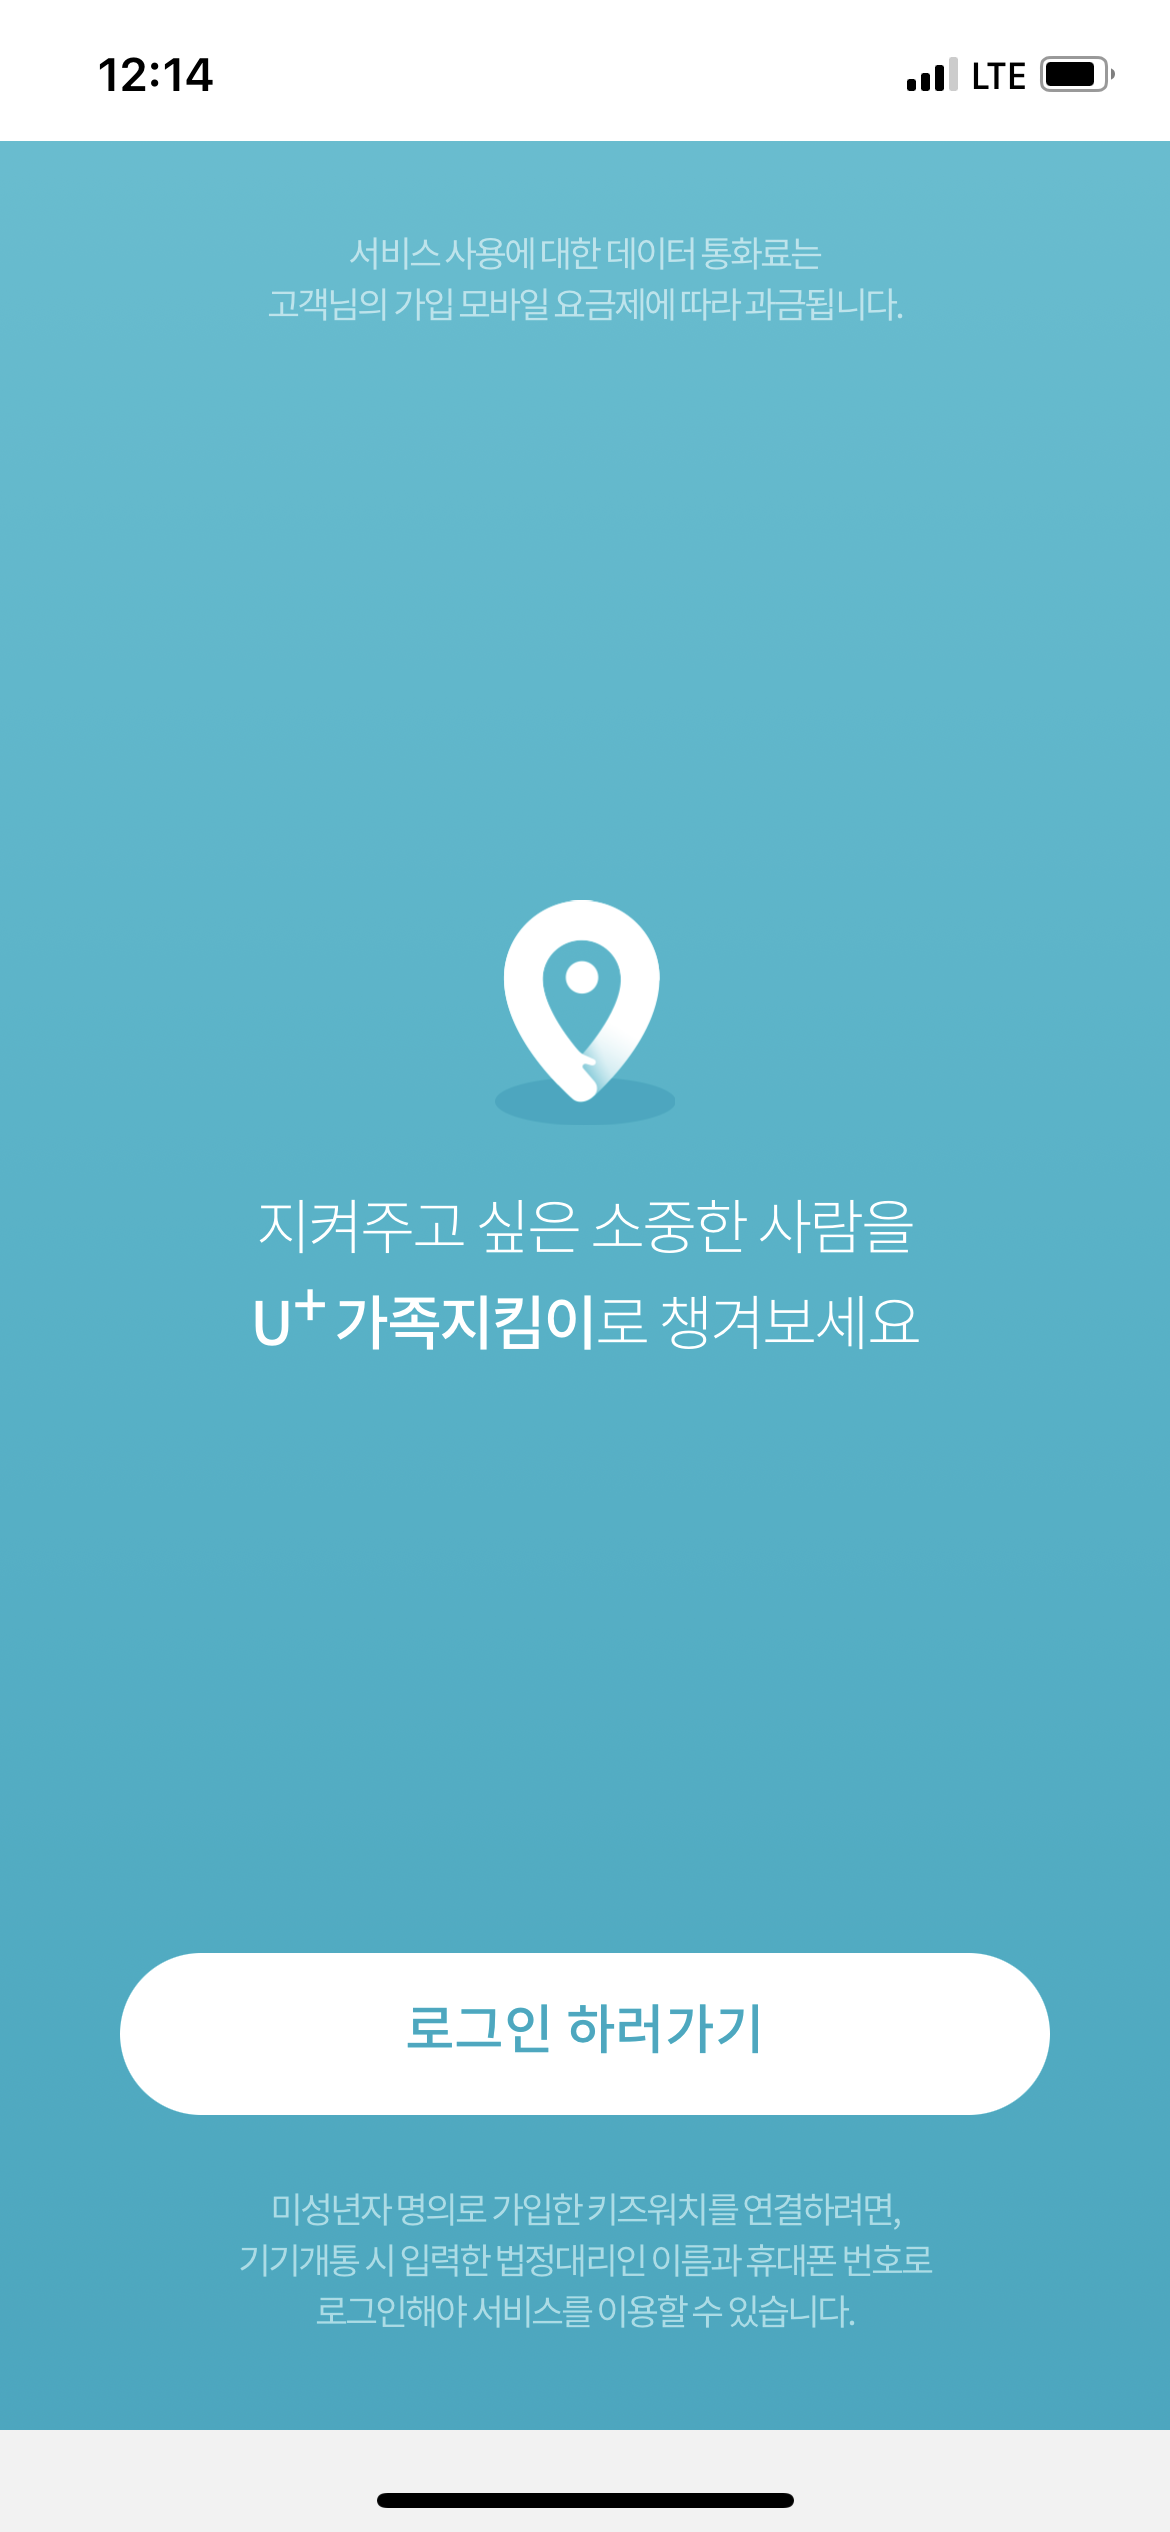 12:14
LTE
서비스 사용에 대한 데이터 통화료는
고객님의 가입 모바일 요금제에 따라 과금됩니다.
지켜주고 싶은 소중한 사람을
U+ 가족지킴이로 챙겨보세요
로그인 하러가기
미성년자 명의로 가입한 키즈워치를 연결하려면,
기기개통 시 입력한 법정대리인 이름과 휴대폰 번호로
로그인해야 서비스를 이용할 수 있습니다.